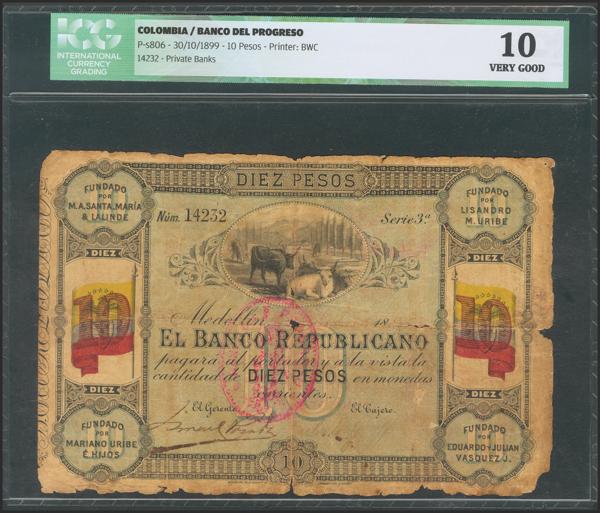 ICG
INTERNATIONAL
CURRENCY
GRADING
COLOMBIA / BANCO DEL PROGRESO
P-s806 - 30/10/1899 - 10 Pesos - Printer: BWC
14232 - Private Banks
10
VERY GOOD
DIEZ PESOS
FUNDADO
POR
M.A.SANTA MARÍA
& LALINDE
FUNDADO
POR
LISANDRO
M. URIBE
Núm. 14232
Serie 3ª
DIEZ
DIEZ
10
10
Medellín 18
EL BANCO REPUBLICANO
pagará al portador y a la vista la
cantidad de DIEZ PESOS en monedas
corrientes.
El Gerente
El Cajero.
DIEZ
DIEZ
FUNDADO
POR
MARIANO URIBE
É HIJOS
FUNDADO
POR
EDUARDO Y JULIAN
VASQUEZ J.
10